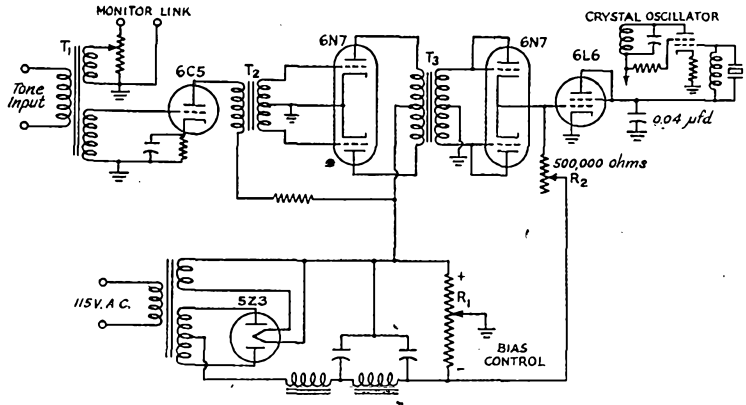 MONITOR LINK
CRYSTAL OSCILLATOR
T1
6C5
T2
6N7
T3
6N7
6L6
Tone
Input
0.04 µfd
500,000 ohms
R2
115V. A.C.
5Z3
+
R1
-
BIAS
CONTROL